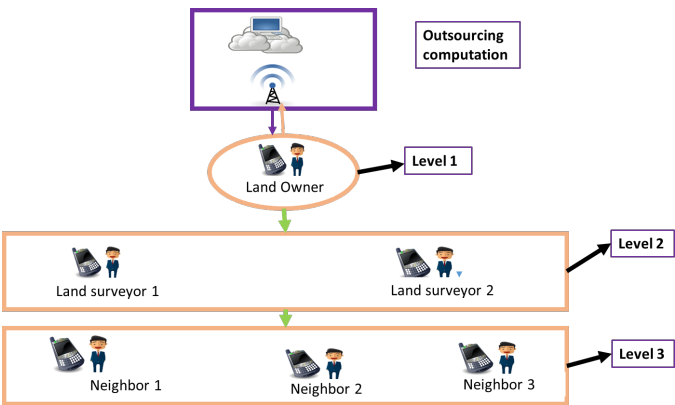 Outsourcing
computation
Land Owner
Level 1
Level 2
Land surveyor 1
Land surveyor 2
Level 3
Neighbor 1
Neighbor 2
Neighbor 3